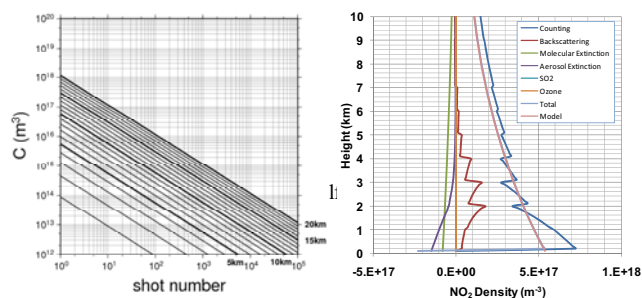 10^20
10^19
10^18
10^17
10^16
10^15
10^14
10^13
10^12
C (m^3)
10^0 10^1 10^2 10^3 10^4 10^5
shot number
20km
15km
5km 10km
10
9
8
7
6
5
4
3
2
1
0
Height (km)
-5.E+17 0.E+00 5.E+17 1.E+18
NO₂ Density (m⁻³)
Counting
Backscattering
Molecular Extinction
Aerosol Extinction
SO2
Ozone
Total
Model